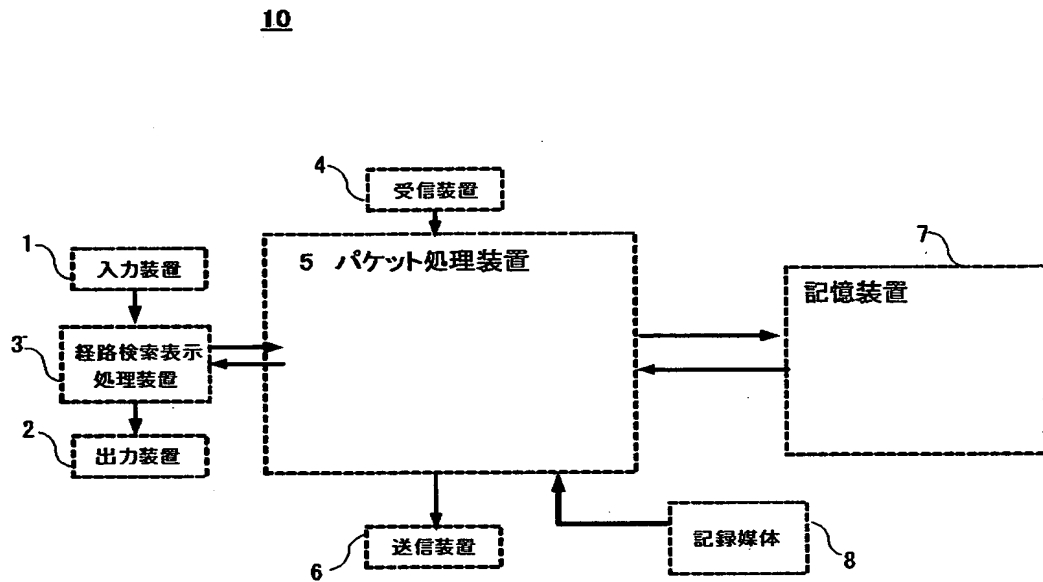 10
4
受信装置
1
入力装置
5 パケット処理装置
7
記憶装置
3
経路検索表示
処理装置
2
出力装置
6
送信装置
記録媒体
8